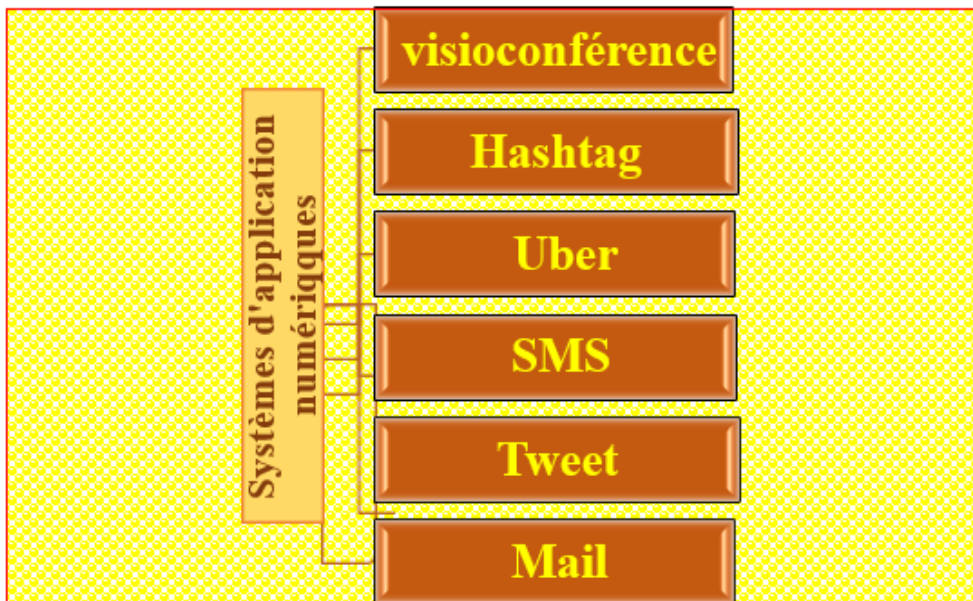 Systèmes d'application
numériqques
visioconférence
Hashtag
Uber
SMS
Tweet
Mail